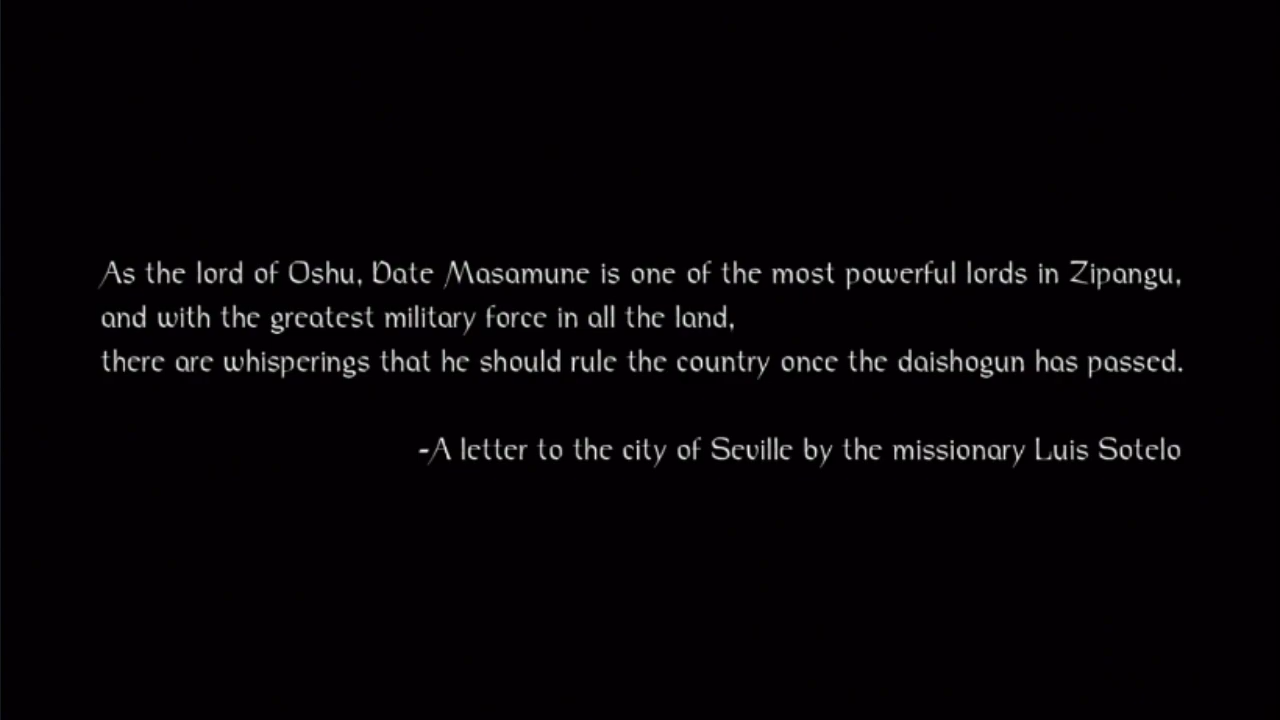 As the lord of Oshu, Date Masamune is one of the most powerful lords in Zipangu,
and with the greatest military force in all the land,
there are whisperings that he should rule the country once the daishogun has passed.
-A letter to the city of Seville by the missionary Luis Sotelo